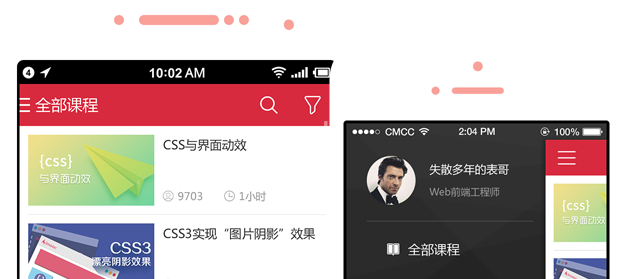 4 10:02 AM
全部课程
{css}
与界面动效
CSS与界面动效
9703 1小时
CSS3
漂亮阴影效果
CSS3实现“图片阴影”效果
CMCC 2:04 PM 100%
失散多年的表哥
Web前端工程师
全部课程
{css}
与界面动效
CSS3